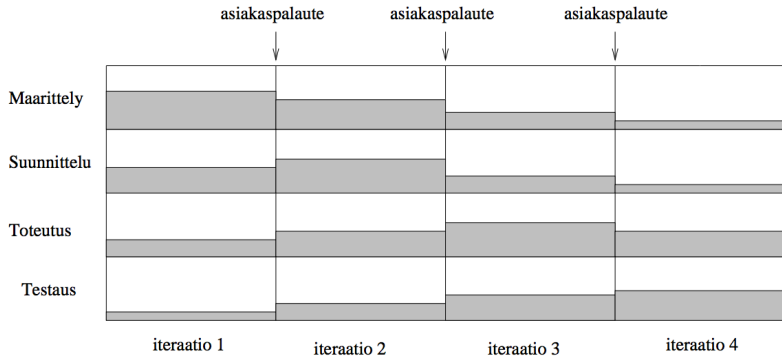 asiakaspalaute asiakaspalaute asiakaspalaute
Maarittely
Suunnittelu
Toteutus
Testaus
iteraatio 1 iteraatio 2 iteraatio 3 iteraatio 4